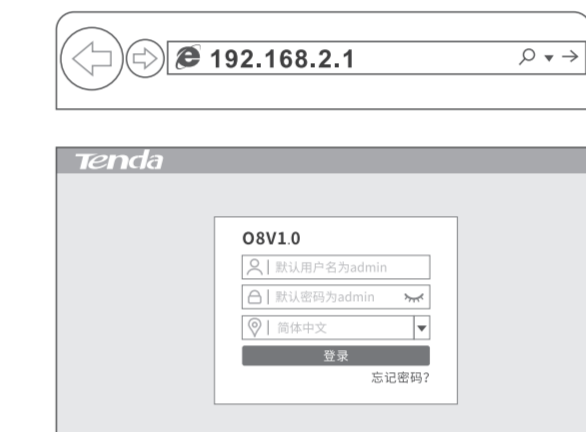 192.168.2.1
Tenda
O8V1.0
默认用户名为admin
默认密码为admin
简体中文
登录
忘记密码?